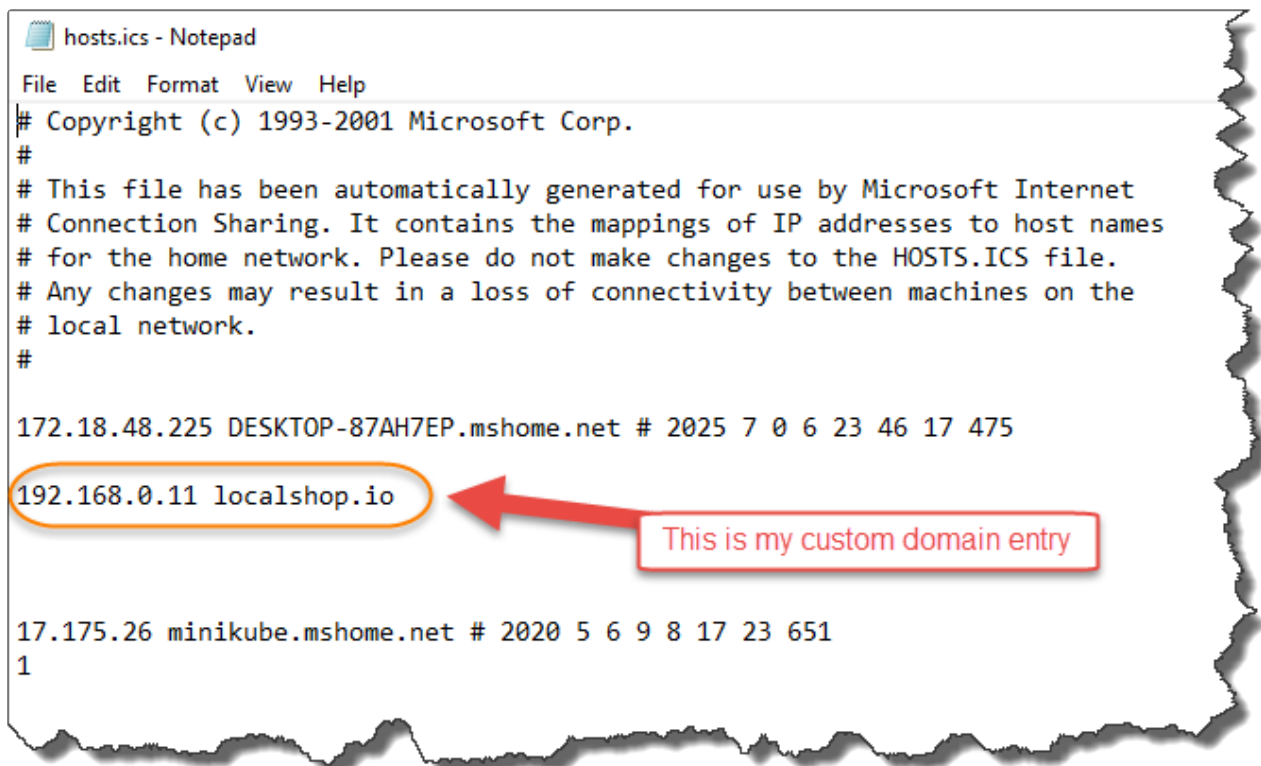 hosts.ics - Notepad
File Edit Format View Help
# Copyright (c) 1993-2001 Microsoft Corp.
#
# This file has been automatically generated for use by Microsoft Internet
# Connection Sharing. It contains the mappings of IP addresses to host names
# for the home network. Please do not make changes to the HOSTS.ICS file.
# Any changes may result in a loss of connectivity between machines on the
# local network.
#
172.18.48.225 DESKTOP-87AH7EP.mshome.net # 2025 7 0 6 23 46 17 475
192.168.0.11 localshop.io
This is my custom domain entry
17.175.26 minikube.mshome.net # 2020 5 6 9 8 17 23 651
1